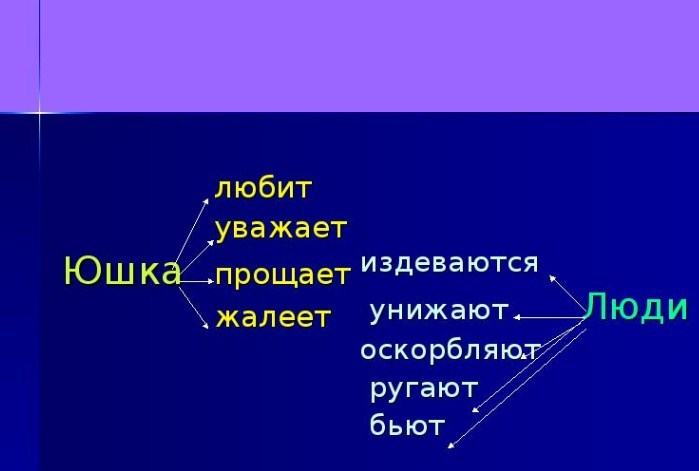 любит
уважает
Юшка
прощает
жалеет
издеваются
унижают
Люди
оскорбляют
ругают
бьют